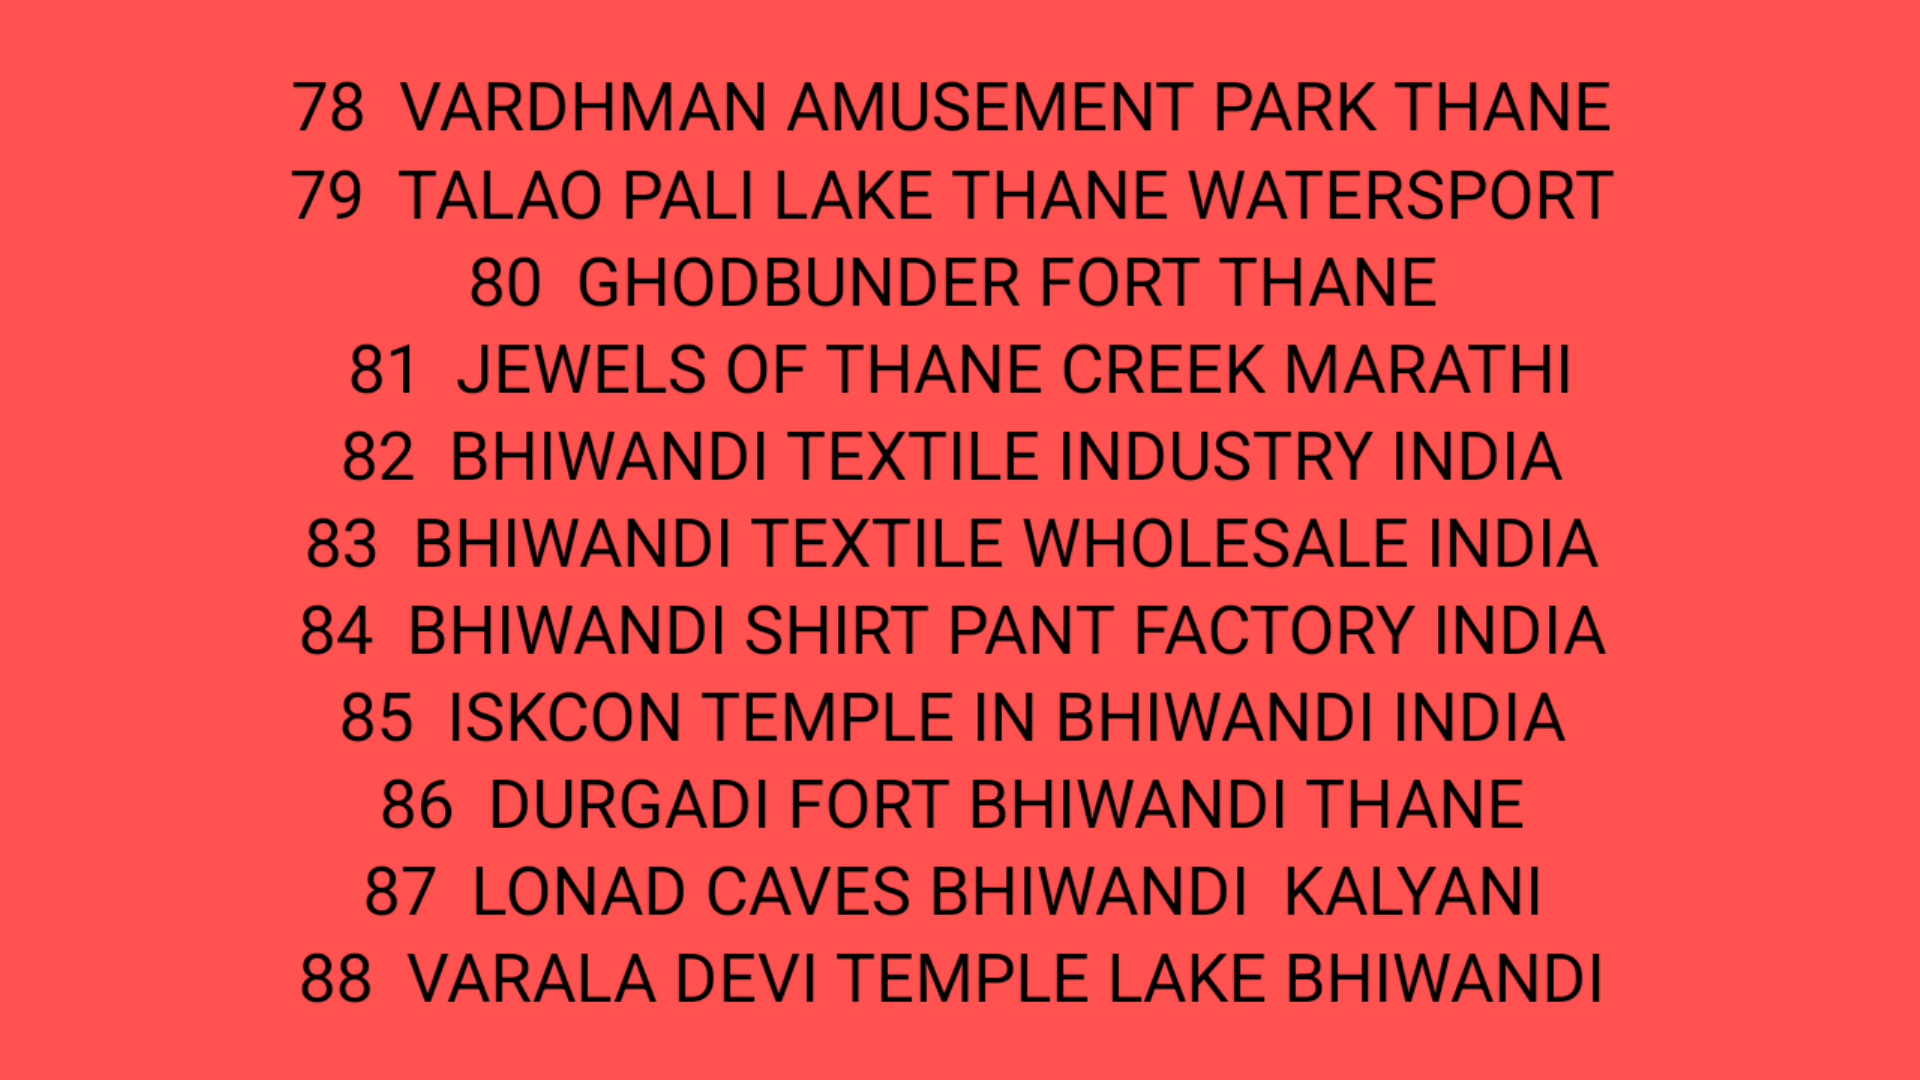 78  VARDHMAN AMUSEMENT PARK THANE
79  TALAO PALI LAKE THANE WATERSPORT
80  GHODBUNDER FORT THANE
81  JEWELS OF THANE CREEK MARATHI
82  BHIWANDI TEXTILE INDUSTRY INDIA
83  BHIWANDI TEXTILE WHOLESALE INDIA
84  BHIWANDI SHIRT PANT FACTORY INDIA
85  ISKCON TEMPLE IN BHIWANDI INDIA
86  DURGADI FORT BHIWANDI THANE
87  LONAD CAVES BHIWANDI  KALYANI
88  VARALA DEVI TEMPLE LAKE BHIWANDI